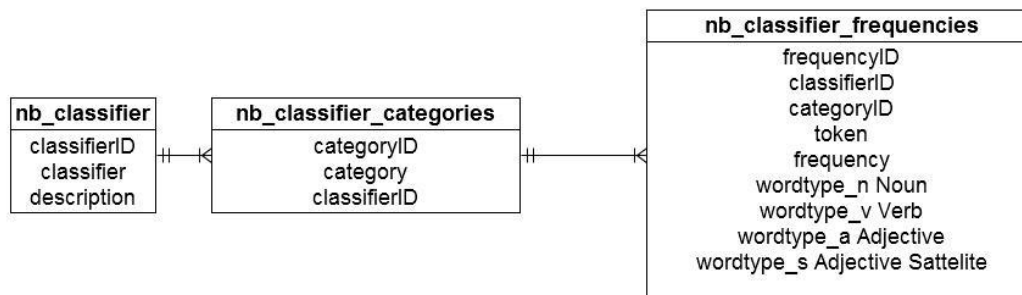 nb_classifier
classifierID
classifier
description
nb_classifier_categories
categoryID
category
classifierID
nb_classifier_frequencies
frequencyID
classifierID
categoryID
token
frequency
wordtype_n Noun
wordtype_v Verb
wordtype_a Adjective
wordtype_s Adjective Sattelite